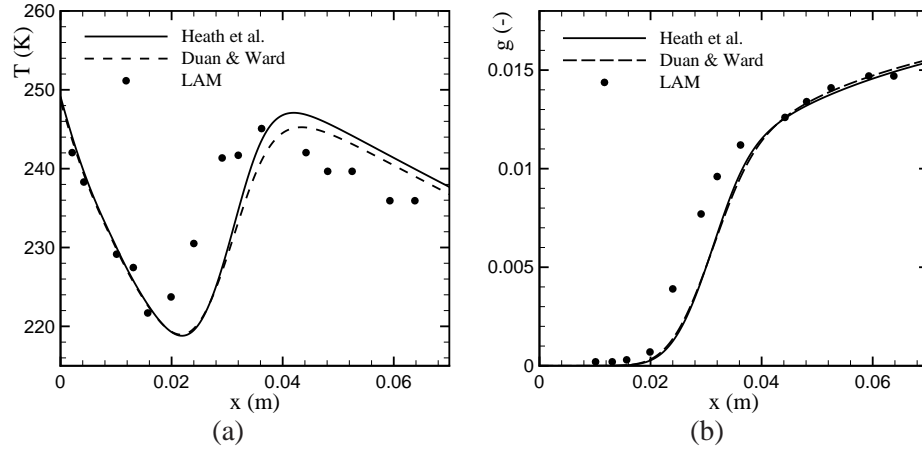 T (K)
260
250
240
230
220
0
0.02
0.04
0.06
x (m)
Heath et al.
Duan & Ward
LAM
(a)
g (-)
0.015
0.01
0.005
0
0
0.02
0.04
0.06
x (m)
Heath et al.
Duan & Ward
LAM
(b)